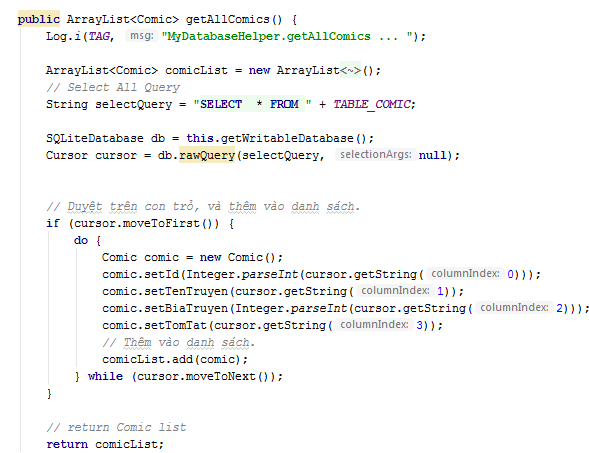 public ArrayList<Comic> getAllComics() {
Log.i(TAG, msg: "MyDatabaseHelper.getAllComics ... ");
ArrayList<Comic> comicList = new ArrayList<~>();
// Select All Query
String selectQuery = "SELECT  * FROM " + TABLE_COMIC;
SQLiteDatabase db = this.getWritableDatabase();
Cursor cursor = db.rawQuery(selectQuery, selectionArgs: null);
// Duyệt trên con trỏ, và thêm vào danh sách.
if (cursor.moveToFirst()) {
do {
Comic comic = new Comic();
comic.setId(Integer.parseInt(cursor.getString( columnIndex: 0)));
comic.setTenTruyen(cursor.getString( columnIndex: 1));
comic.setBiaTruyen(Integer.parseInt(cursor.getString( columnIndex: 2)));
comic.setTomTat(cursor.getString( columnIndex: 3));
// Thêm vào danh sách.
comicList.add(comic);
} while (cursor.moveToNext());
}
// return Comic list
return comicList;